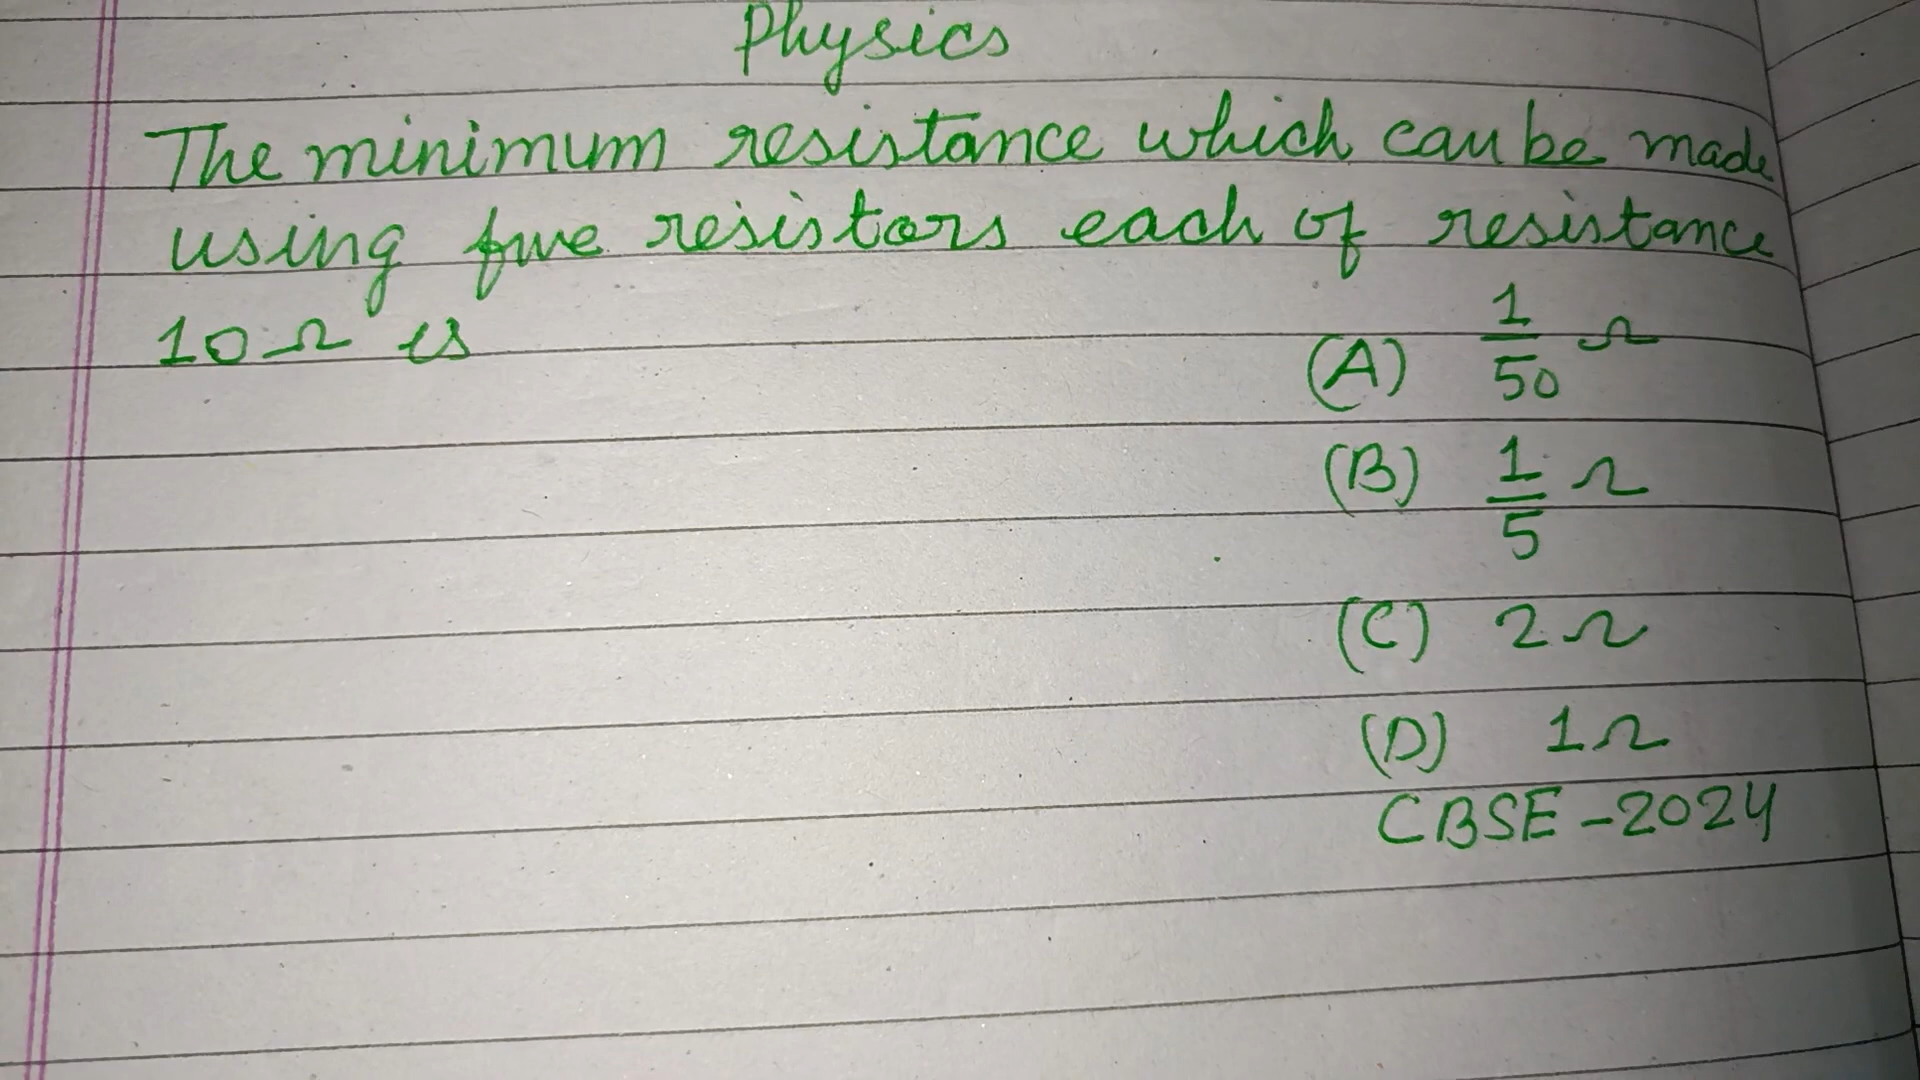 Physics
The minimum resistance which can be made
using five resistors each of resistance
10 Ω is
(A) 1/50 Ω
(B) 1/5 Ω
(C) 2 Ω
(D) 1 Ω
CBSE - 2024